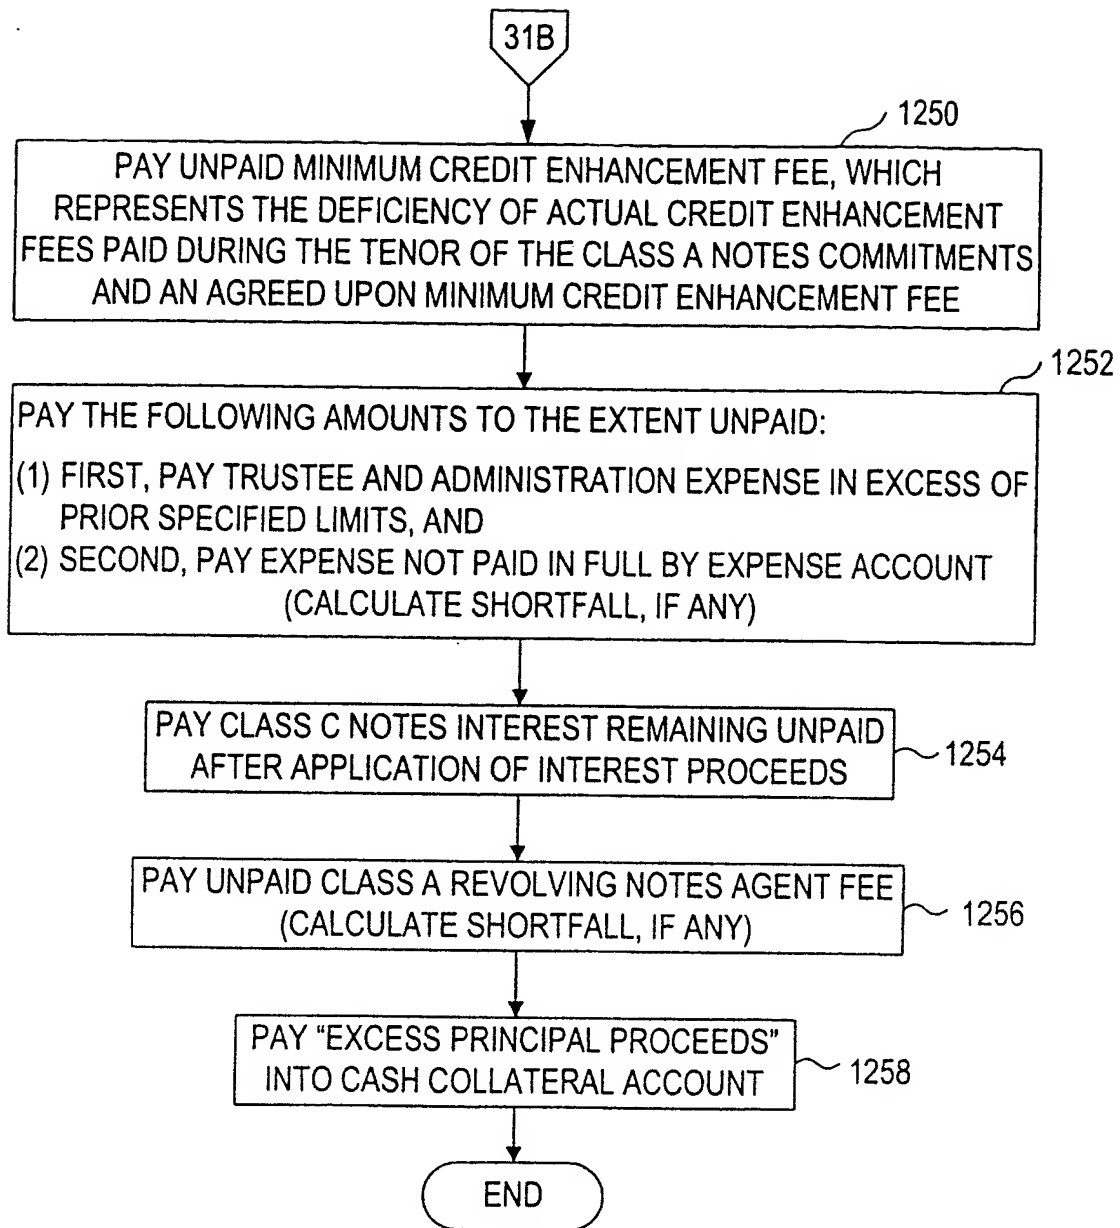 31B
1250
PAY UNPAID MINIMUM CREDIT ENHANCEMENT FEE, WHICH
REPRESENTS THE DEFICIENCY OF ACTUAL CREDIT ENHANCEMENT
FEES PAID DURING THE TENOR OF THE CLASS A NOTES COMMITMENTS
AND AN AGREED UPON MINIMUM CREDIT ENHANCEMENT FEE
1252
PAY THE FOLLOWING AMOUNTS TO THE EXTENT UNPAID:
(1) FIRST, PAY TRUSTEE AND ADMINISTRATION EXPENSE IN EXCESS OF
PRIOR SPECIFIED LIMITS, AND
(2) SECOND, PAY EXPENSE NOT PAID IN FULL BY EXPENSE ACCOUNT
(CALCULATE SHORTFALL, IF ANY)
PAY CLASS C NOTES INTEREST REMAINING UNPAID
AFTER APPLICATION OF INTEREST PROCEEDS
1254
PAY UNPAID CLASS A REVOLVING NOTES AGENT FEE
(CALCULATE SHORTFALL, IF ANY)
1256
PAY “EXCESS PRINCIPAL PROCEEDS”
INTO CASH COLLATERAL ACCOUNT
1258
END